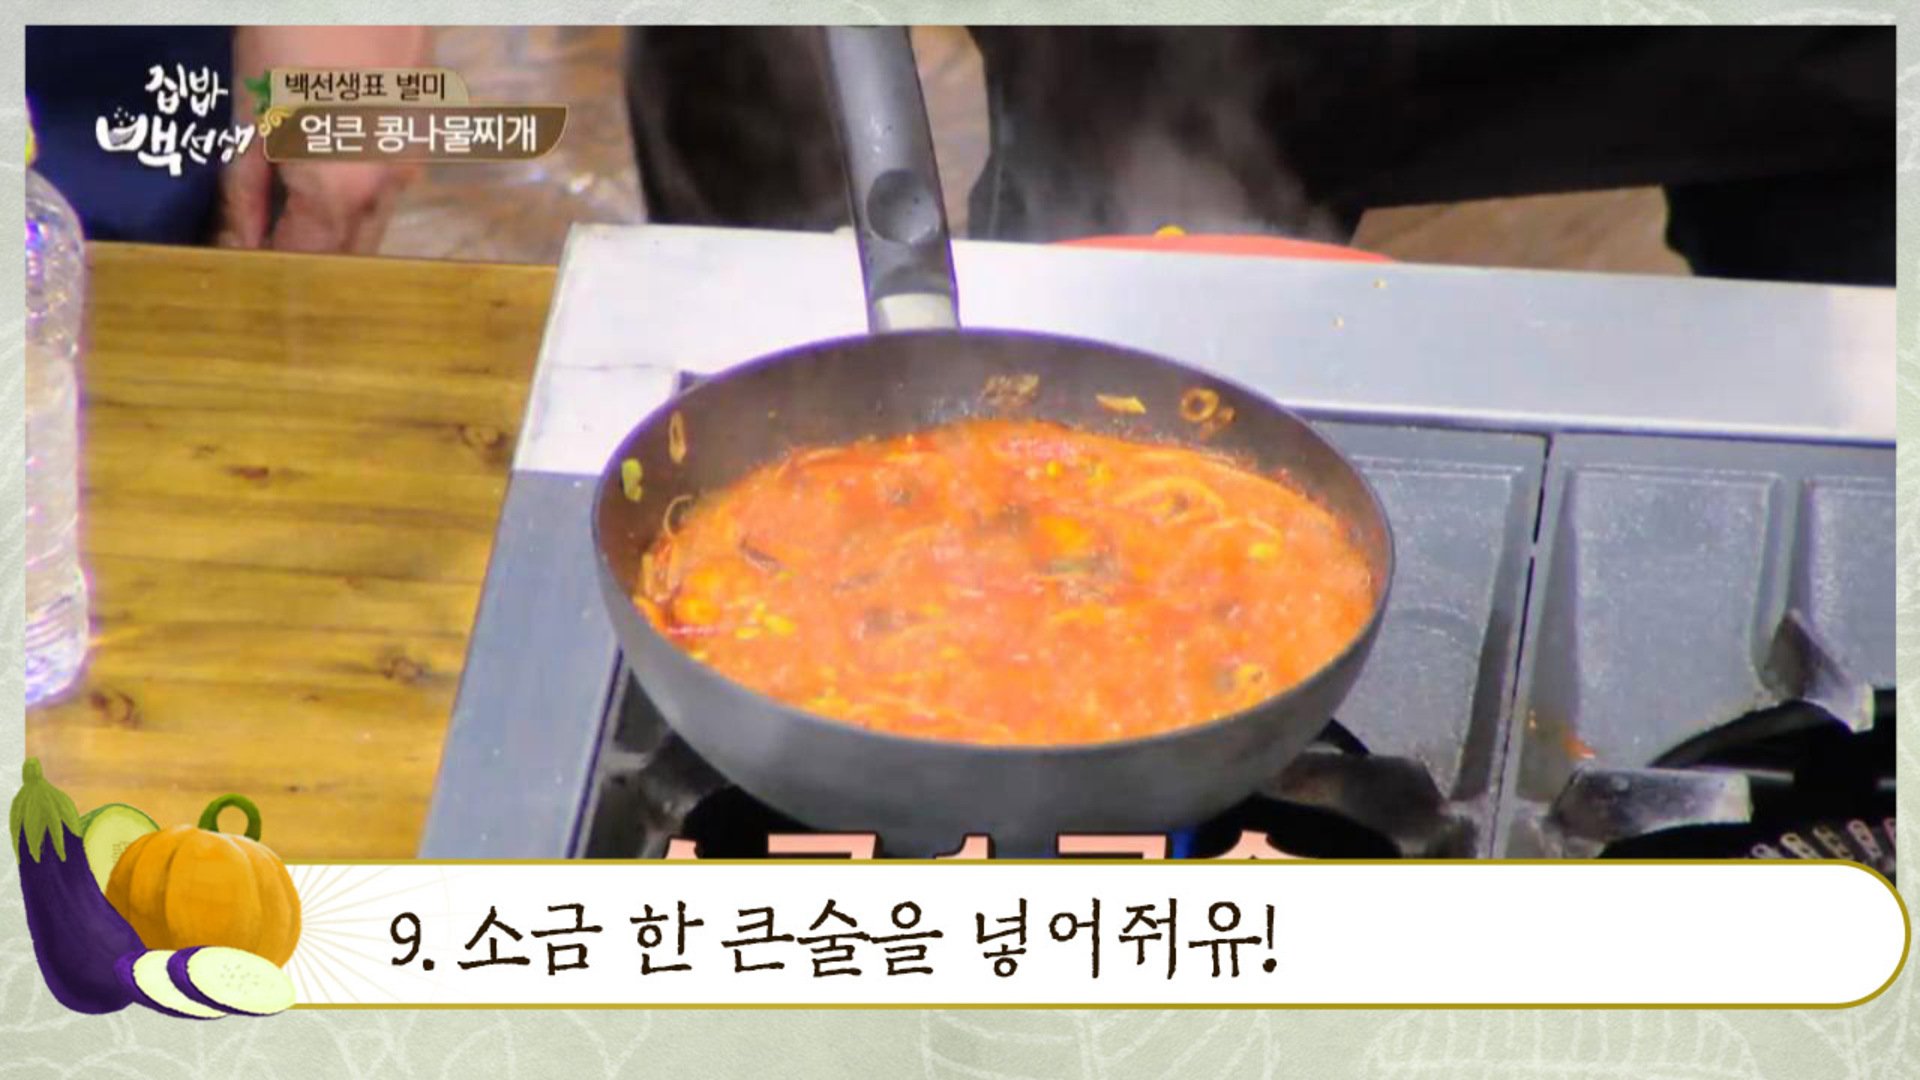 집밥
백선생
백선생표 별미
얼큰 콩나물찌개
9. 소금 한 큰술을 넣어줘유!